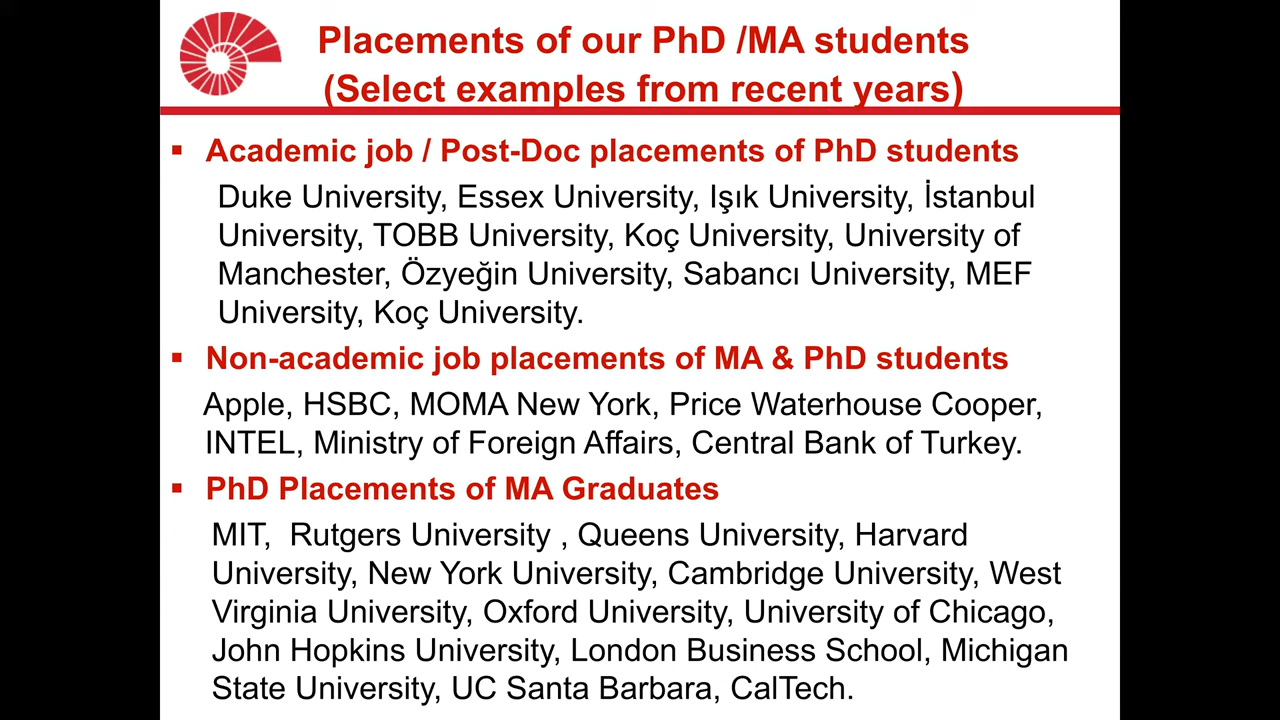 Placements of our PhD /MA students
(Select examples from recent years)
▪ Academic job / Post-Doc placements of PhD students
Duke University, Essex University, Işık University, İstanbul
University, TOBB University, Koç University, University of
Manchester, Özyeğin University, Sabancı University, MEF
University, Koç University.
▪ Non-academic job placements of MA & PhD students
Apple, HSBC, MOMA New York, Price Waterhouse Cooper,
INTEL, Ministry of Foreign Affairs, Central Bank of Turkey.
▪ PhD Placements of MA Graduates
MIT,  Rutgers University , Queens University, Harvard
University, New York University, Cambridge University, West
Virginia University, Oxford University, University of Chicago,
John Hopkins University, London Business School, Michigan
State University, UC Santa Barbara, CalTech.